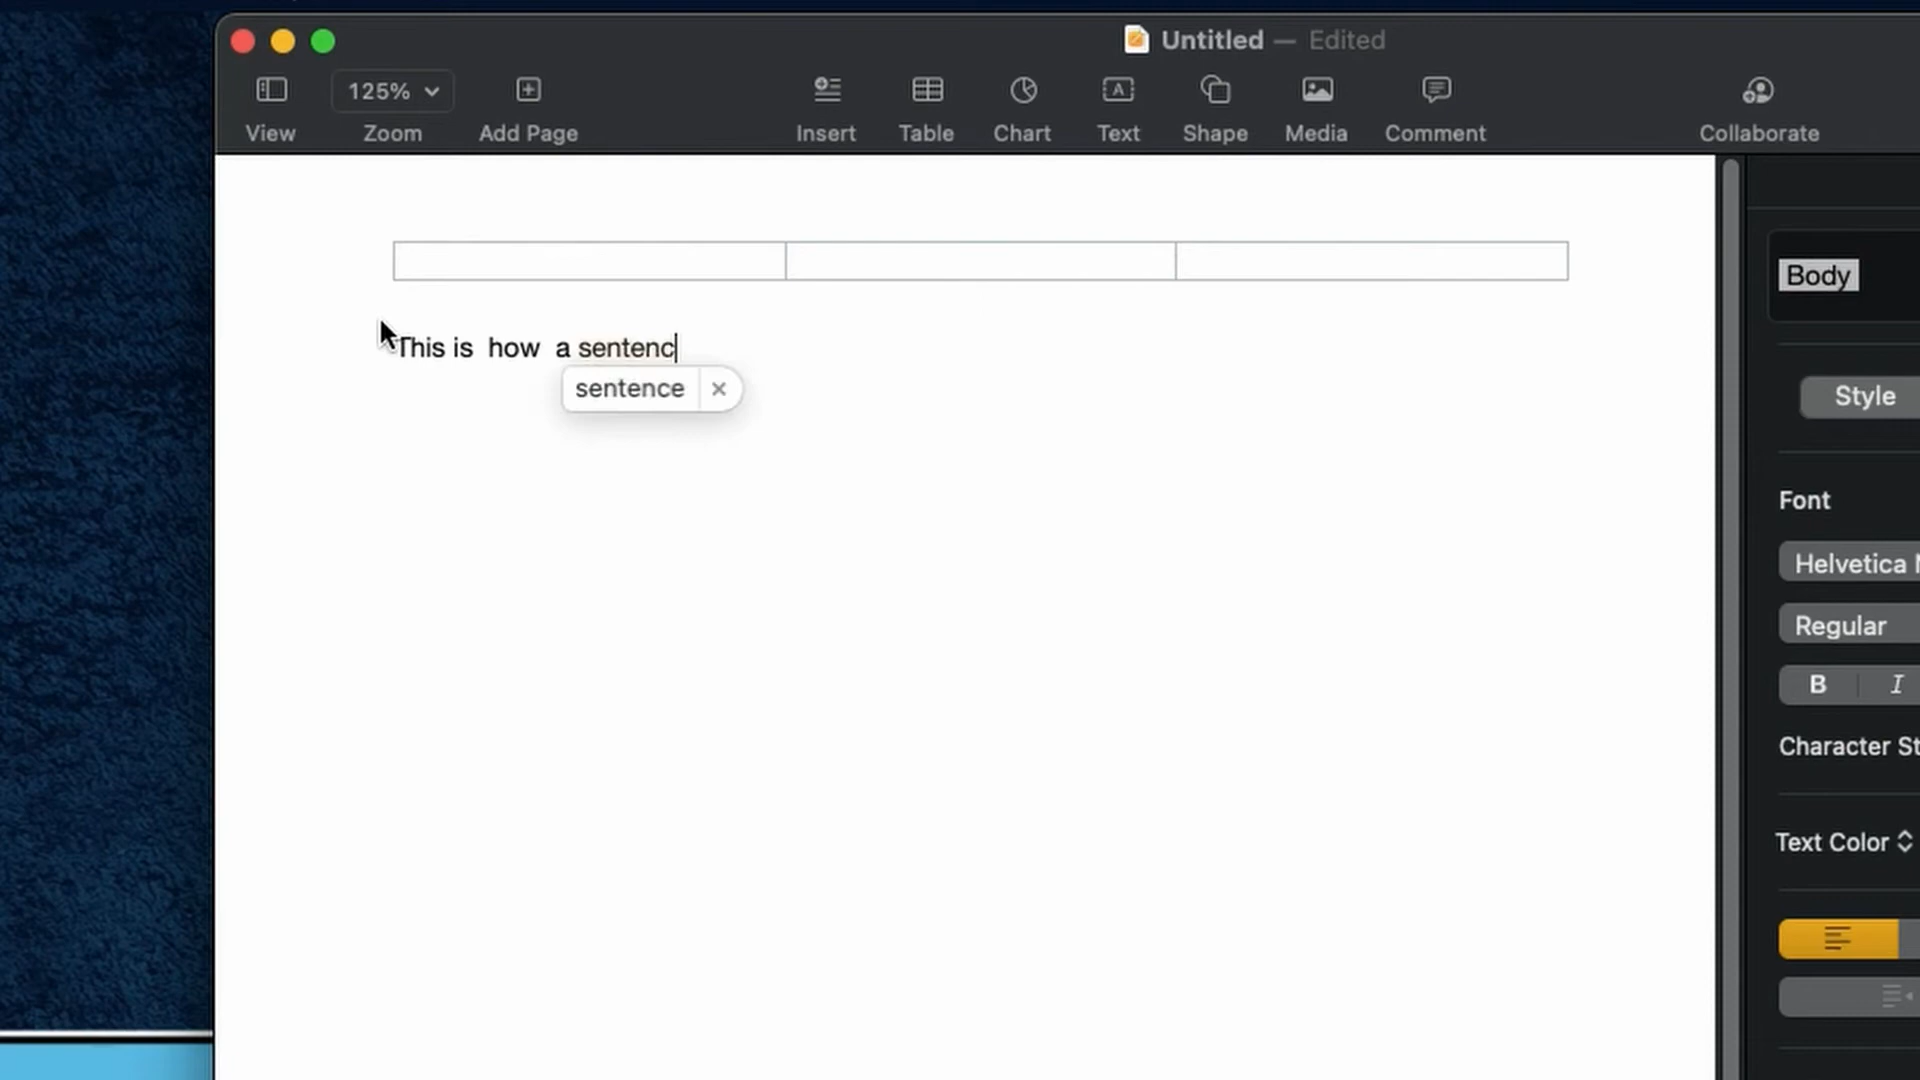 Untitled — Edited
125%
View Zoom Add Page Insert Table Chart Text Shape Media Comment Collaborate
This is  how  a sentenc
sentence ×
Body
Style
Font
Helvetica
Regular
B I
Character St
Text Color